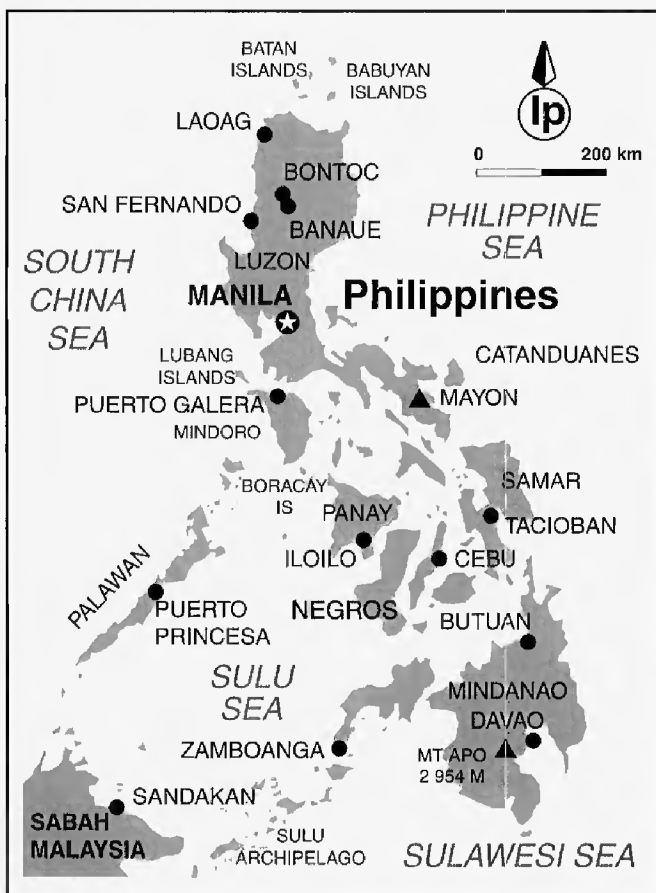 BATAN
ISLANDS
BABUYAN
ISLANDS
lp
LAOAG
0 200 km
BONTOC
SAN FERNANDO
BANAUE
PHILIPPINE
SEA
SOUTH
CHINA
SEA
LUZON
MANILA
Philippines
LUBANG
ISLANDS
CATANDUANES
PUERTO GALERA
MAYON
MINDORO
BORACAY
IS
SAMAR
PANAY
TACIOBAN
ILOILO
CEBU
PALAWAN
PUERTO
PRINCESA
NEGROS
BUTUAN
SULU
SEA
MINDANAO
DAVAO
ZAMBOANGA
MT APO
2 954 M
SANDAKAN
SABAH
MALAYSIA
SULU
ARCHIPELAGO
SULAWESI SEA